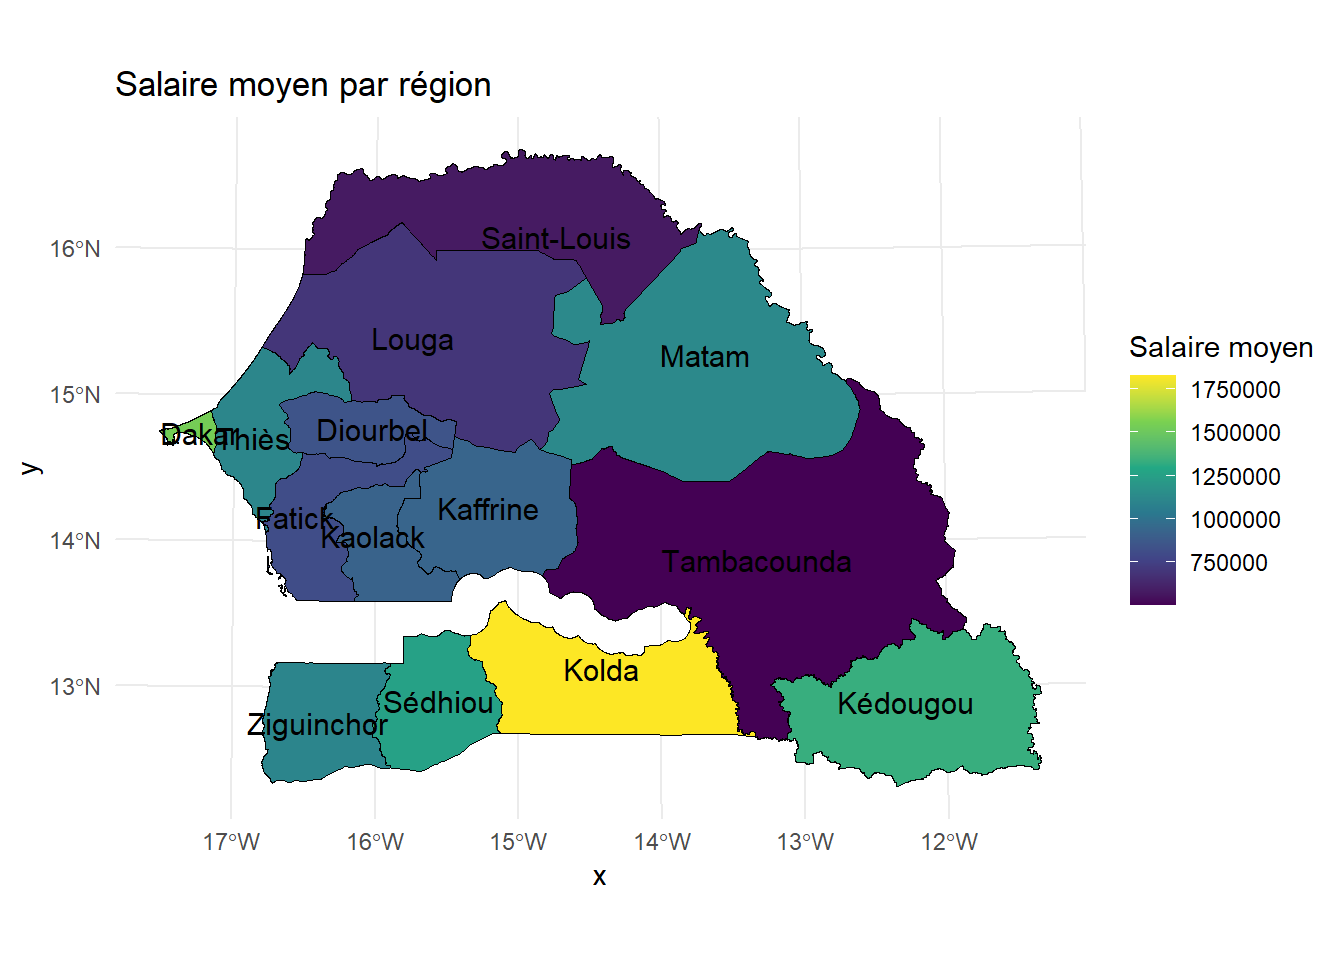 Salaire moyen par région
16°N
15°N
14°N
13°N
y
Saint-Louis
Louga
Matam
Dakar
Thiès
Diourbel
Fatick
Kaolack
Kaffrine
Tambacounda
Kolda
Sédhiou
Ziguinchor
Kédougou
17°W
16°W
15°W
14°W
13°W
12°W
x
Salaire moyen
1750000
1500000
1250000
1000000
750000